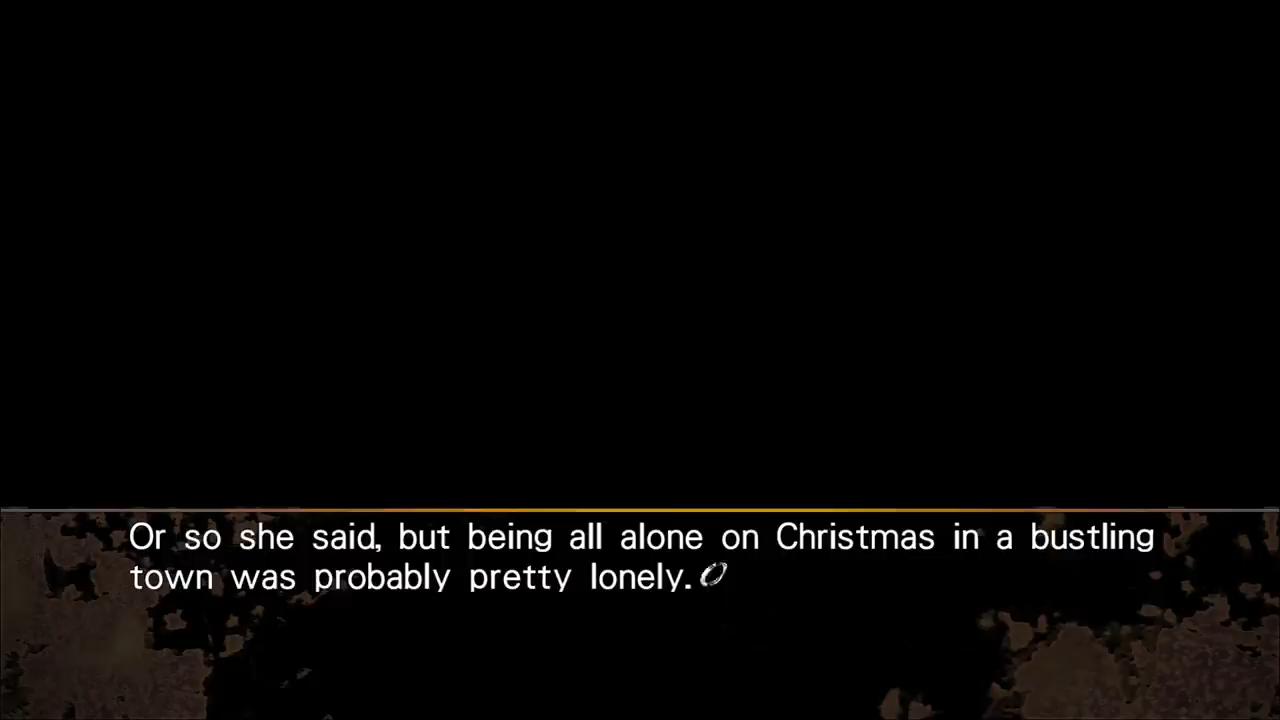 Or so she said, but being all alone on Christmas in a bustling
town was probably pretty lonely.